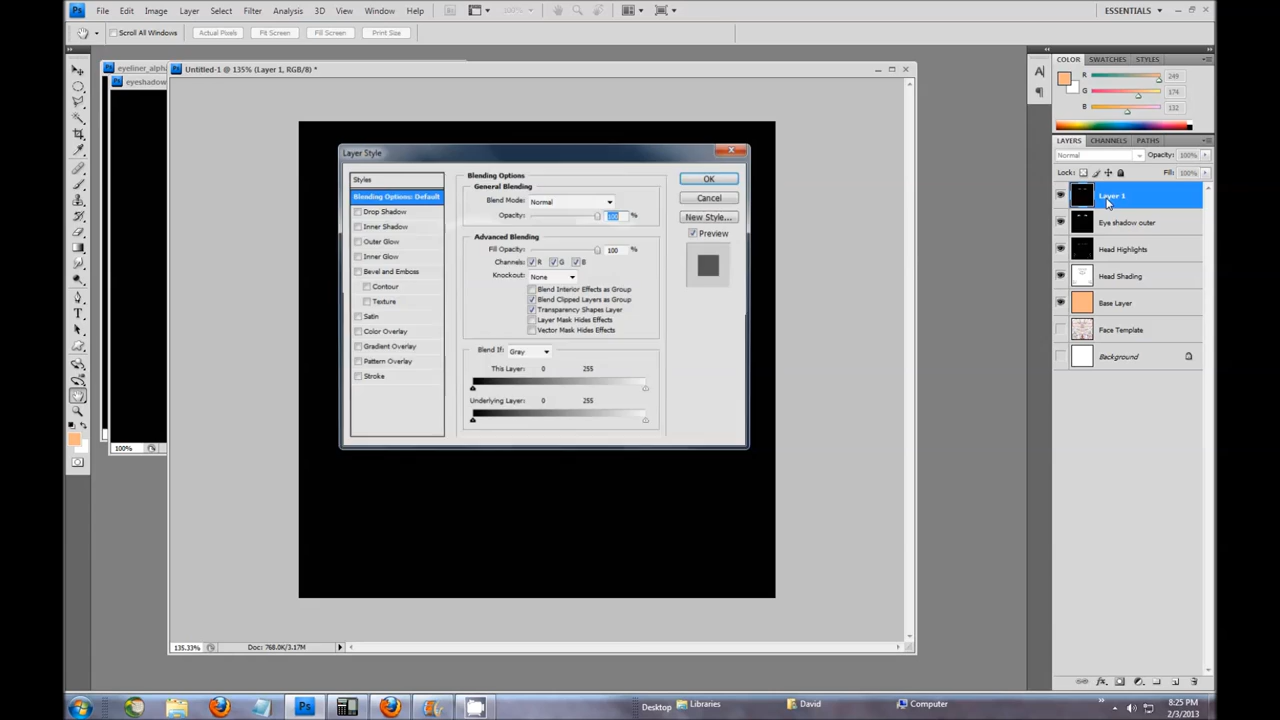 Ps File Edit Image Layer Select Filter Analysis 3D View Window Help 100% ESSENTIALS
Scroll All Windows Actual Pixels Fit Screen Fill Screen Print Size
eyeliner_alph
Untitled-1 @ 135% (Layer 1, RGB/8) *
eyeshadow
COLOR SWATCHES STYLES
R 249
G 174
B 132
LAYERS CHANNELS PATHS
Normal Opacity: 100%
Lock: Fill: 100%
Layer 1
Eye shadow outer
Head Highlights
Head Shading
Base Layer
Face Template
Background
Layer Style
Styles
Blending Options: Default
Drop Shadow
Inner Shadow
Outer Glow
Inner Glow
Bevel and Emboss
Contour
Texture
Satin
Color Overlay
Gradient Overlay
Pattern Overlay
Stroke
Blending Options
General Blending
Blend Mode: Normal
Opacity: 100 %
Advanced Blending
Fill Opacity: 100 %
Channels: R G B
Knockout: None
Blend Interior Effects as Group
Blend Clipped Layers as Group
Transparency Shapes Layer
Layer Mask Hides Effects
Vector Mask Hides Effects
Blend If: Gray
This Layer: 0 255
Underlying Layer: 0 255
OK
Cancel
New Style...
Preview
100%
135.33% Doc: 768.0K/3.17M
Ps Desktop Libraries David Computer 8:25 PM
2/3/2013